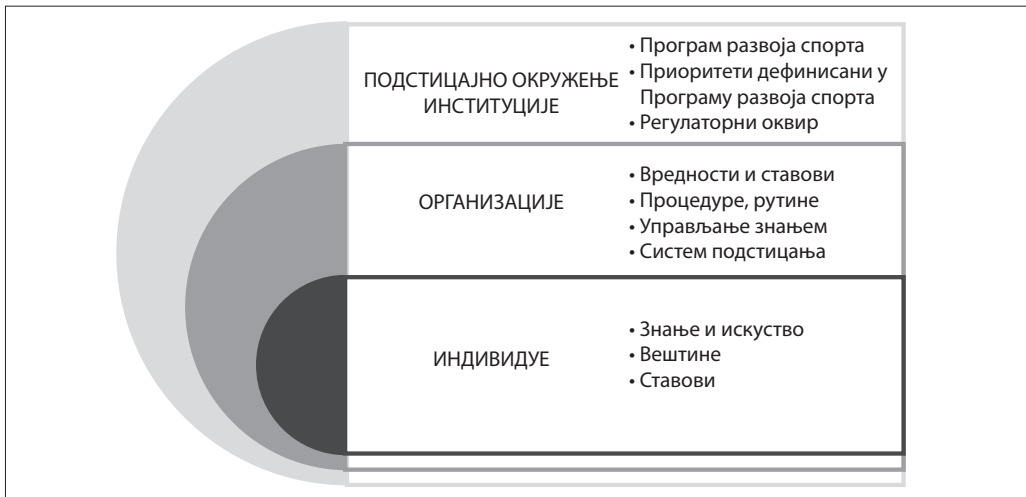 ПОДСТИЦАЈНО ОКРУЖЕЊЕ
ИНСТИТУЦИЈЕ
• Програм развоја спорта
• Приоритети дефинисани у
Програму развоја спорта
• Регулаторни оквир
ОРГАНИЗАЦИЈЕ
• Вредности и ставови
• Процедуре, рутине
• Управљање знањем
• Систем подстицања
ИНДИВИДУЕ
• Знање и искуство
• Вештине
• Ставови